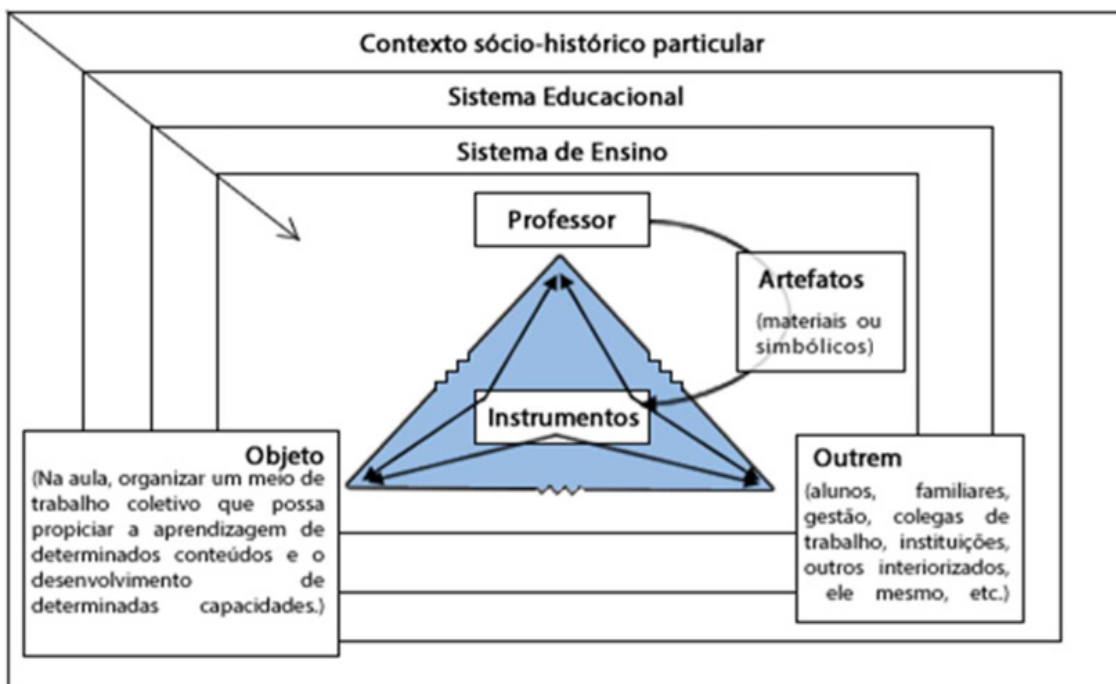 Contexto sócio-histórico particular
Sistema Educacional
Sistema de Ensino
Professor
Artefatos
(materiais ou
simbólicos)
Instrumentos
Objeto
(Na aula, organizar um meio de
trabalho coletivo que possa
propiciar a aprendizagem de
determinados conteúdos e o
desenvolvimento de
determinadas capacidades.)
Outrem
(alunos, familiares,
gestão, colegas de
trabalho, instituições,
outros interiorizados,
ele mesmo, etc.)